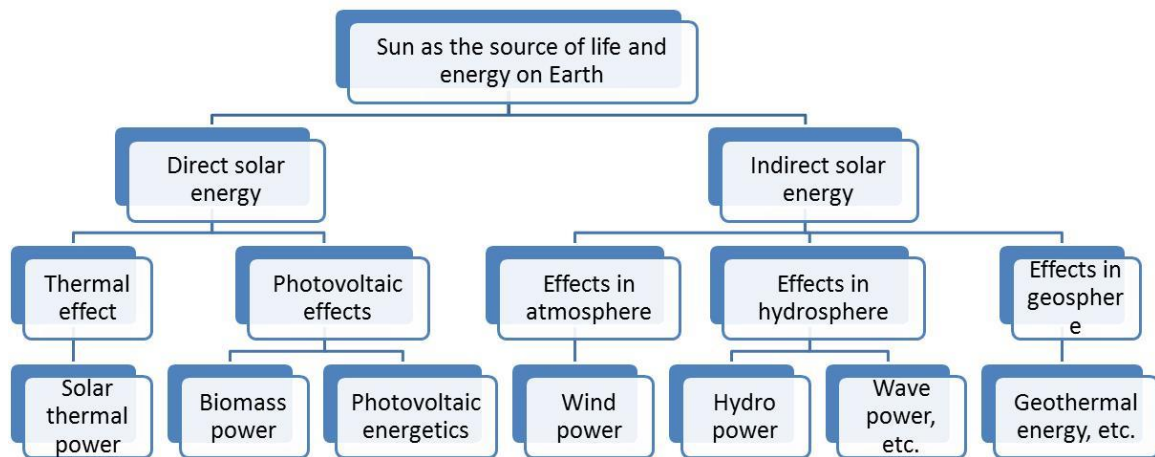 Sun as the source of life and
energy on Earth
Direct solar
energy
Indirect solar
energy
Thermal
effect
Photovoltaic
effects
Effects in
atmosphere
Effects in
hydrosphere
Effects in
geospher
e
Solar
thermal
power
Biomass
power
Photovoltaic
energetics
Wind
power
Hydro
power
Wave
power,
etc.
Geothermal
energy, etc.